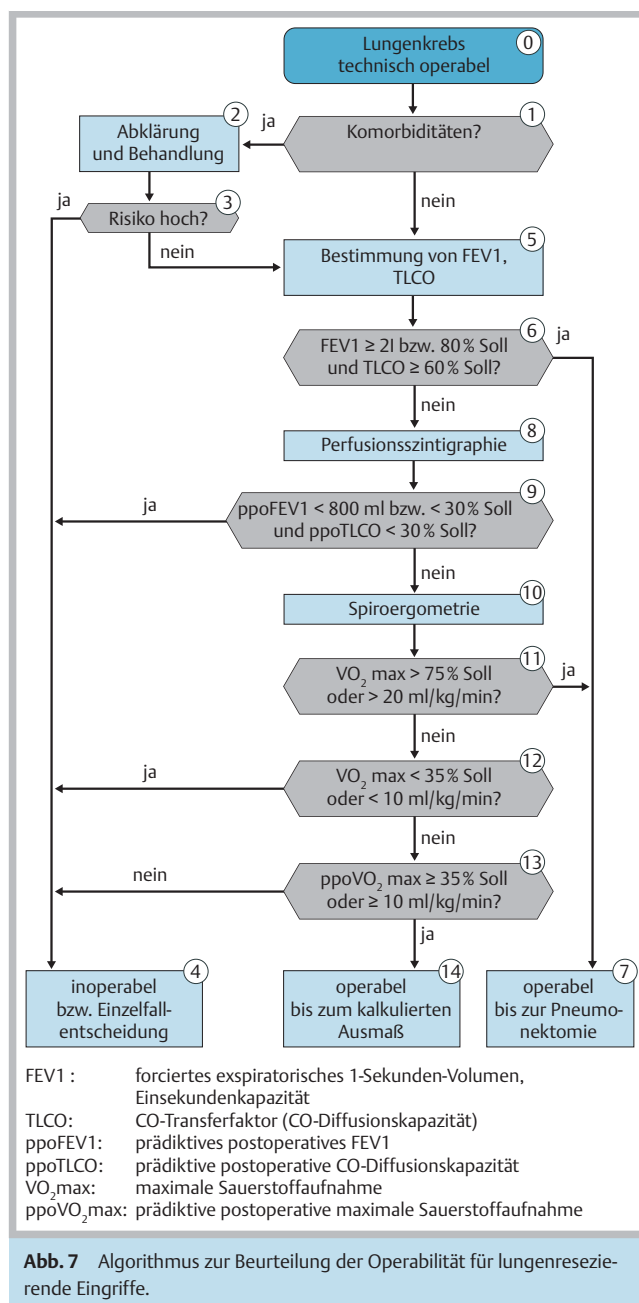 0
Lungenkrebs
technisch operabel
1
Komorbiditäten?
ja
2
Abklärung
und Behandlung
nein
3
Risiko hoch?
ja
nein
5
Bestimmung von FEV1,
TLCO
6
FEV1 ≥ 2l bzw. 80% Soll
und TLCO ≥ 60% Soll?
ja
nein
8
Perfusionsszintigraphie
9
ppoFEV1 < 800 ml bzw. < 30% Soll
und ppoTLCO < 30% Soll?
ja
nein
10
Spiroergometrie
11
VO₂ max > 75% Soll
oder > 20 ml/kg/min?
ja
nein
12
VO₂ max < 35% Soll
oder < 10 ml/kg/min?
ja
nein
13
ppoVO₂ max ≥ 35% Soll
oder ≥ 10 ml/kg/min?
nein
ja
4
inoperabel
bzw. Einzelfall-
entscheidung
14
operabel
bis zum kalkulierten
Ausmaß
7
operabel
bis zur Pneumo-
nektomie
FEV1 : forciertes exspiratorisches 1-Sekunden-Volumen,
Einsekundenkapazität
TLCO: CO-Transferfaktor (CO-Diffusionskapazität)
ppoFEV1: prädiktives postoperatives FEV1
ppoTLCO: prädiktive postoperative CO-Diffusionskapazität
VO₂max: maximale Sauerstoffaufnahme
ppoVO₂max: prädiktive postoperative maximale Sauerstoffaufnahme
Abb. 7 Algorithmus zur Beurteilung der Operabilität für lungenresezie-
rende Eingriffe.